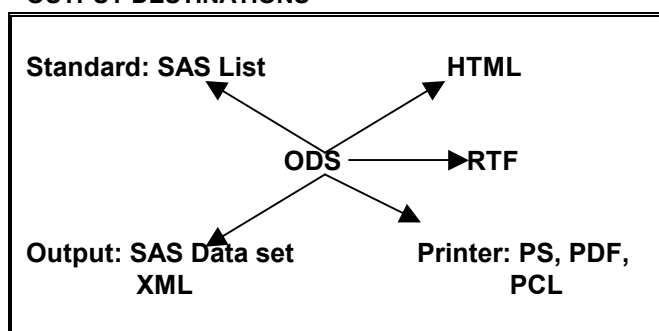 OUTPUT DESTINATIONS
Standard: SAS List HTML
ODS RTF
Output: SAS Data set Printer: PS, PDF,
XML PCL